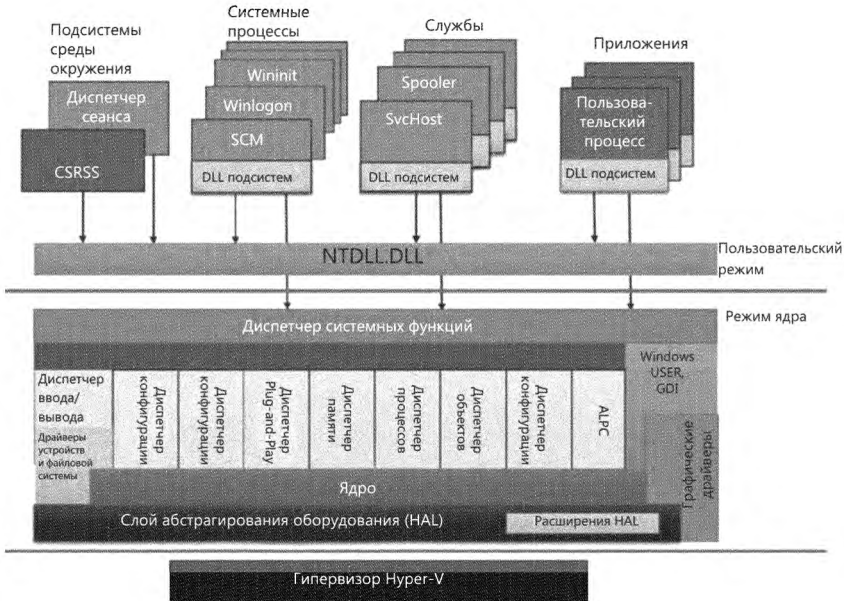 Подсистемы
среды
окружения
Системные
процессы
Службы
Приложения
Диспетчер
сеанса
CSRSS
Wininit
Winlogon
SCM
DLL подсистем
Spooler
SvcHost
DLL подсистем
Пользова-
тельский
процесс
DLL подсистем
NTDLL.DLL
Пользовательский
режим
Режим ядра
Диспетчер системных функций
Windows
USER,
GDI
Диспетчер
ввода/
вывода
Драйверы
устройств
и файловой
системы
Диспетчер
конфигурации
Диспетчер
конфигурации
Диспетчер
Plug-and-Play
Диспетчер
памяти
Диспетчер
процессов
Диспетчер
объектов
Диспетчер
конфигурации
ALPC
Графические
драйверы
Ядро
Слой абстрагирования оборудования (HAL)
Расширения HAL
Гипервизор Hyper-V